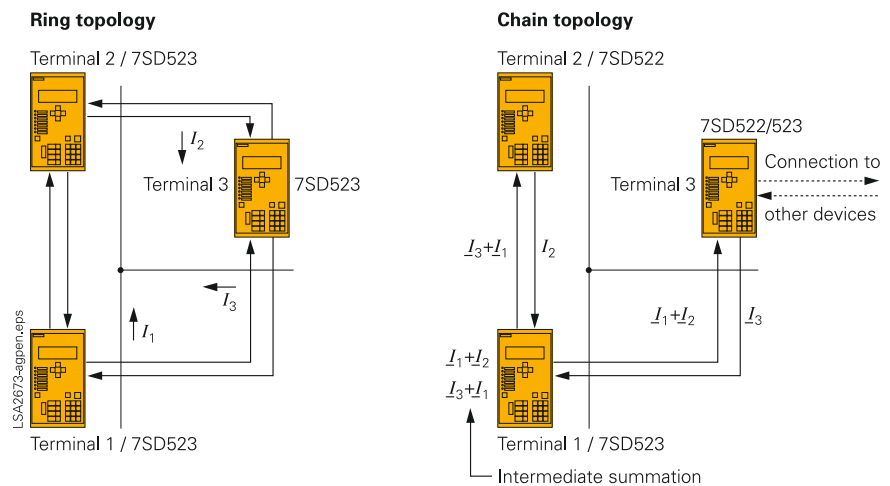 Ring topology
Terminal 2 / 7SD523
I2
Terminal 3
7SD523
I3
I1
LSA2673-agpen.eps
Terminal 1 / 7SD523
Chain topology
Terminal 2 / 7SD522
7SD522/523
Connection to
Terminal 3
other devices
I3+I1
I2
I1+I2
I3
I1+I2
I3+I1
Terminal 1 / 7SD523
Intermediate summation